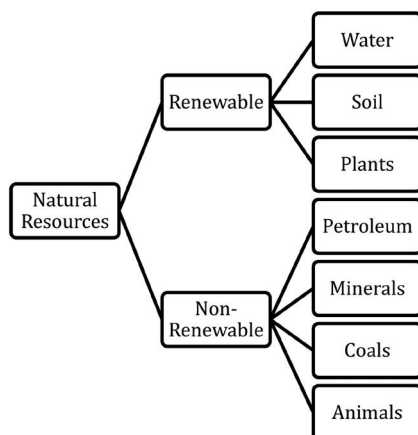 Water
Renewable
Soil
Plants
Natural
Resources
Petroleum
Non-
Renewable
Minerals
Coals
Animals